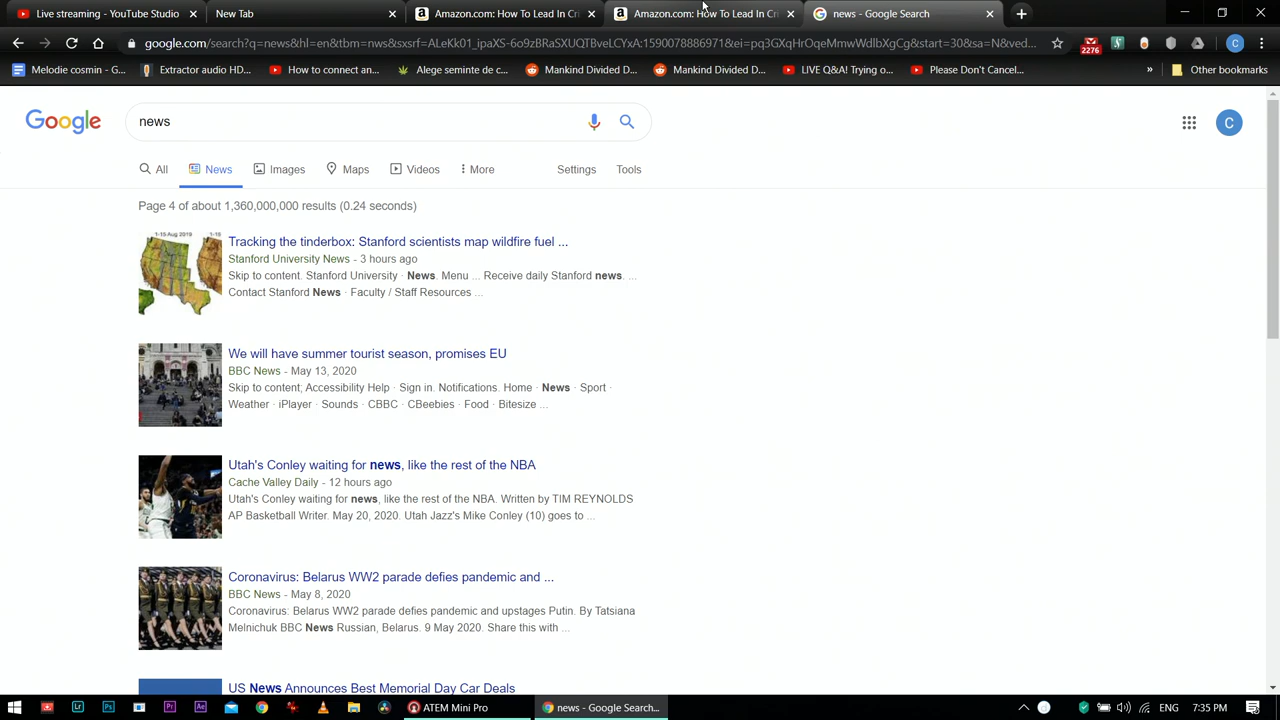 Live streaming - YouTube Studio
New Tab
Amazon.com: How To Lead In Cri
Amazon.com: How To Lead In Cri
news - Google Search
google.com/search?q=news&hl=en&tbm=nws&sxsrf=ALeKk01_ipaXS-6o9zBRaSXUQTBveLCYxA:1590078886971&ei=pq3GXqHrOqeMmwWdlbXgCg&start=30&sa=N&ved...
2276
C
Melodie cosmin - G...
Extractor audio HD...
How to connect an...
Alege seminte de c...
Mankind Divided D...
Mankind Divided D...
LIVE Q&A! Trying o...
Please Don't Cancel...
»
Other bookmarks
Google
news
C
All
News
Images
Maps
Videos
More
Settings
Tools
Page 4 of about 1,360,000,000 results (0.24 seconds)
1-15 Aug 2019
Tracking the tinderbox: Stanford scientists map wildfire fuel ...
Stanford University News - 3 hours ago
Skip to content. Stanford University · News. Menu ... Receive daily Stanford news. ...
Contact Stanford News · Faculty / Staff Resources ...
We will have summer tourist season, promises EU
BBC News - May 13, 2020
Skip to content; Accessibility Help · Sign in. Notifications. Home · News · Sport ·
Weather · iPlayer · Sounds · CBBC · CBeebies · Food · Bitesize ...
Utah's Conley waiting for news, like the rest of the NBA
Cache Valley Daily - 12 hours ago
Utah's Conley waiting for news, like the rest of the NBA. Written by TIM REYNOLDS
AP Basketball Writer. May 20, 2020. Utah Jazz's Mike Conley (10) goes to ...
Coronavirus: Belarus WW2 parade defies pandemic and ...
BBC News - May 8, 2020
Coronavirus: Belarus WW2 parade defies pandemic and upstages Putin. By Tatsiana
Melnichuk BBC News Russian, Belarus. 9 May 2020. Share this with ...
US News Announces Best Memorial Day Car Deals
Lr
Ps
Pr
Ae
ATEM Mini Pro
news - Google Search...
ENG
7:35 PM